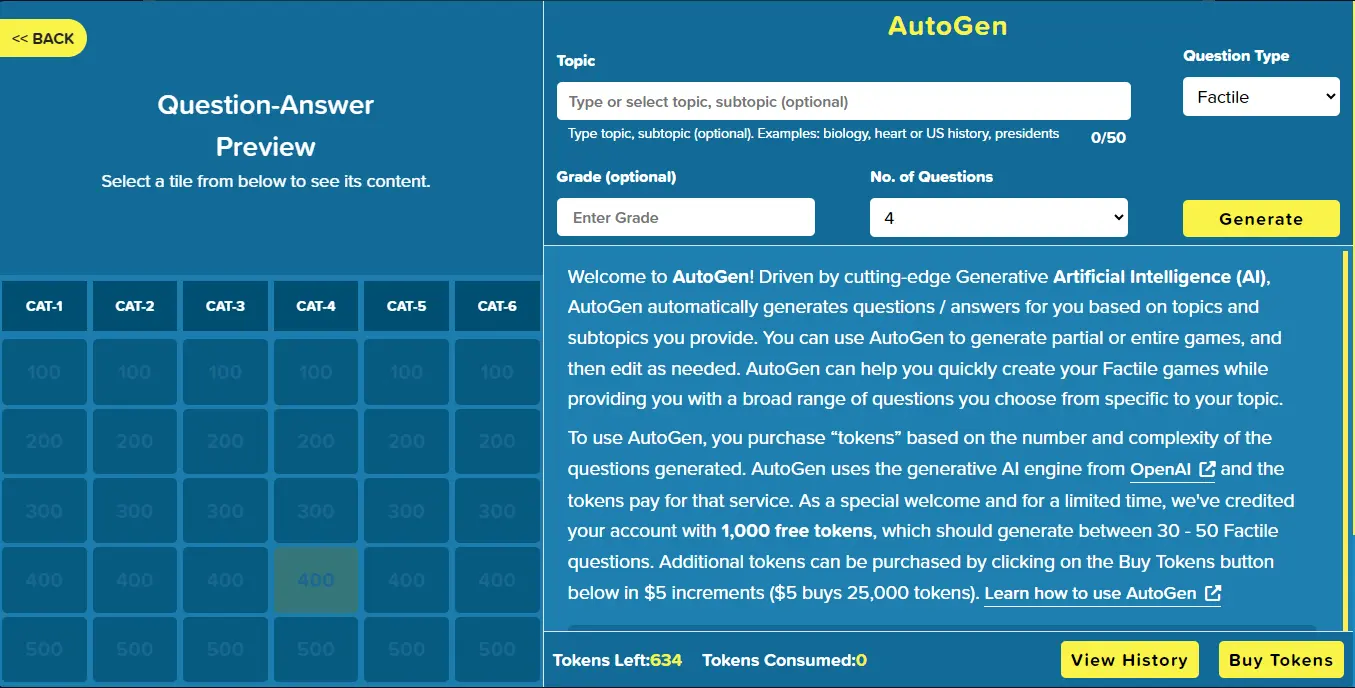 << BACK
Question-Answer
Preview
Select a tile from below to see its content.
CAT-1 CAT-2 CAT-3 CAT-4 CAT-5 CAT-6
100 100 100 100 100 100
200 200 200 200 200 200
300 300 300 300 300 300
400 400 400 400 400 400
500 500 500 500 500 500
AutoGen
Topic
Question Type
Type or select topic, subtopic (optional)
Factile
Type topic, subtopic (optional). Examples: biology, heart or US history, presidents
0/50
Grade (optional)
No. of Questions
Enter Grade
4
Generate
Welcome to AutoGen! Driven by cutting-edge Generative Artificial Intelligence (AI),
AutoGen automatically generates questions / answers for you based on topics and
subtopics you provide. You can use AutoGen to generate partial or entire games, and
then edit as needed. AutoGen can help you quickly create your Factile games while
providing you with a broad range of questions you choose from specific to your topic.
To use AutoGen, you purchase “tokens” based on the number and complexity of the
questions generated. AutoGen uses the generative AI engine from OpenAI and the
tokens pay for that service. As a special welcome and for a limited time, we've credited
your account with 1,000 free tokens, which should generate between 30 - 50 Factile
questions. Additional tokens can be purchased by clicking on the Buy Tokens button
below in $5 increments ($5 buys 25,000 tokens). Learn how to use AutoGen
Tokens Left:634 Tokens Consumed:0
View History
Buy Tokens